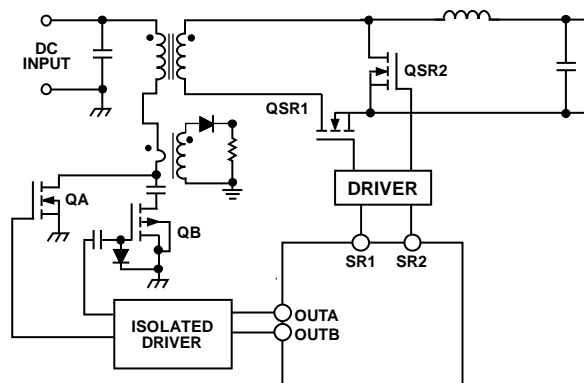 DC
INPUT
QSR2
QSR1
QA
QB
DRIVER
SR1 SR2
ISOLATED
DRIVER
OUTA
OUTB